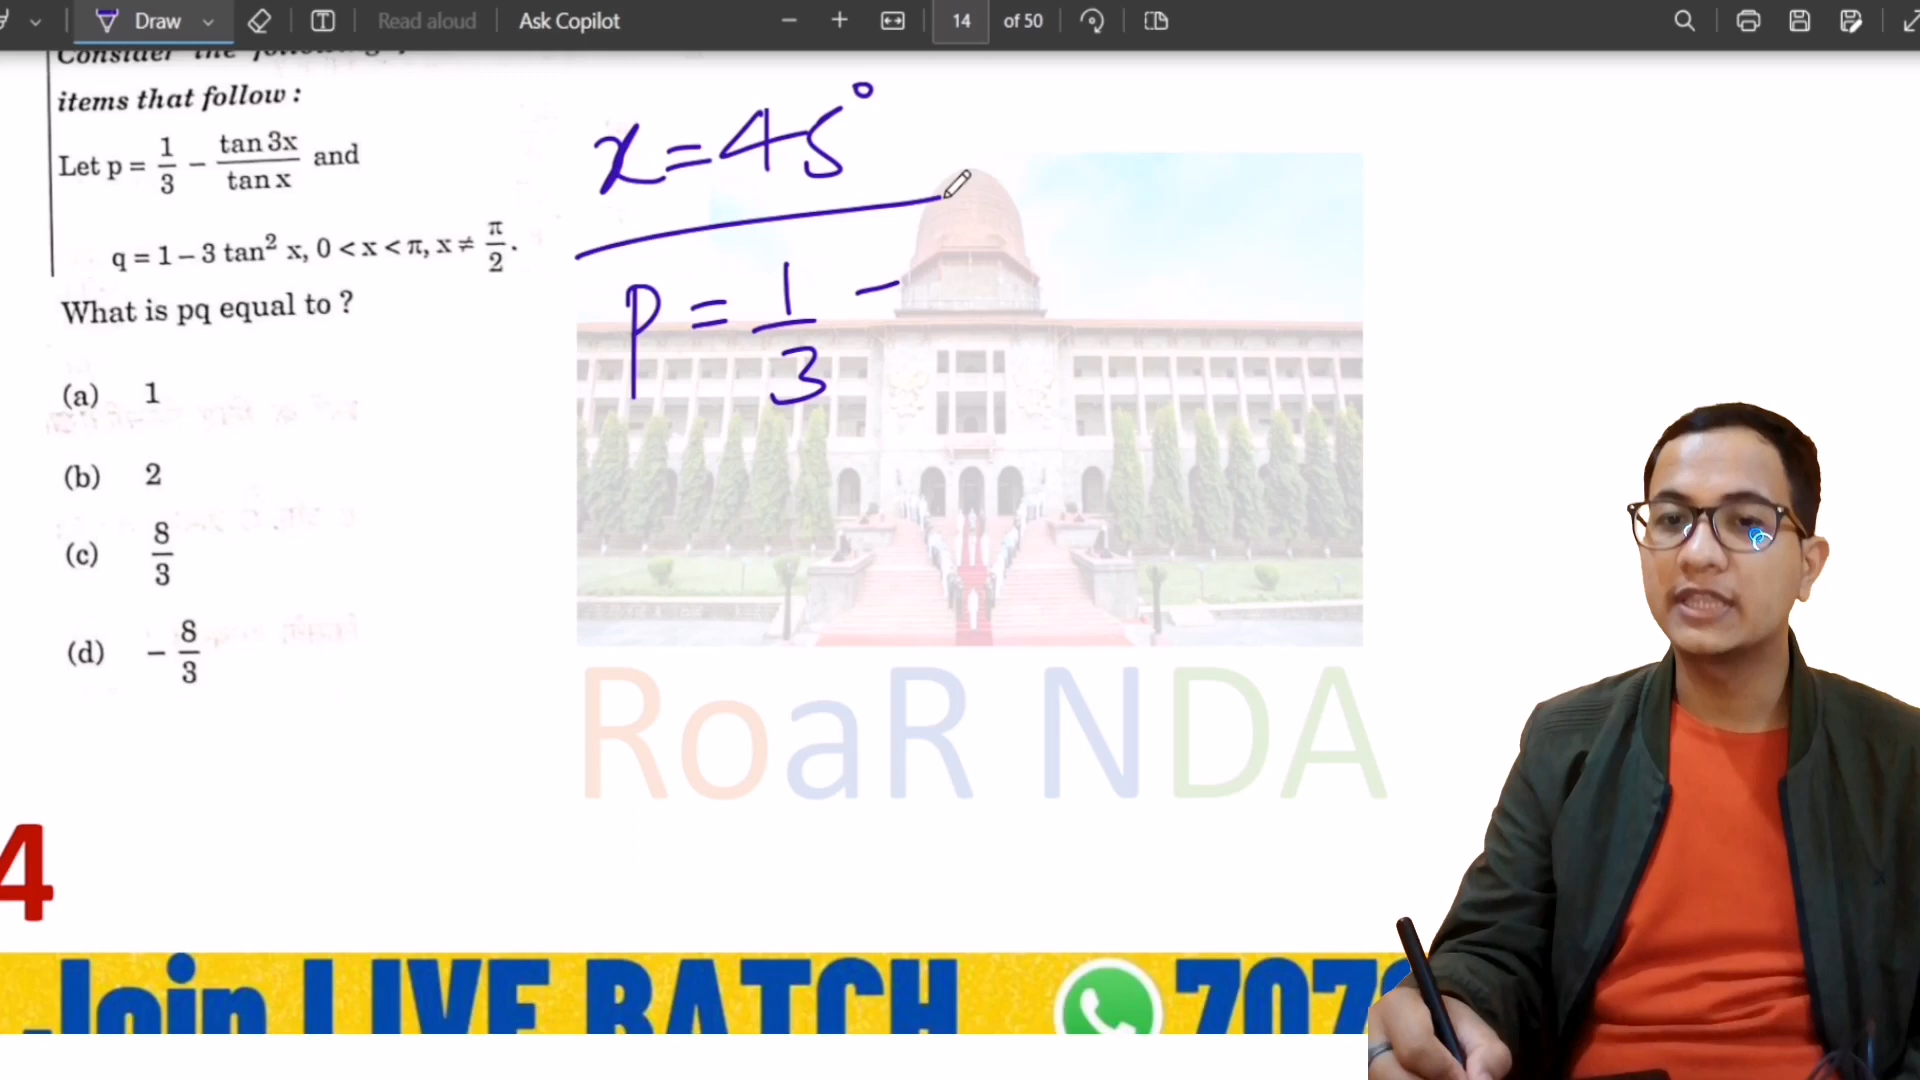 Draw
Read aloud
Ask Copilot
14
of 50
Consider the
items that follow :
Let p = 1/3 − tan 3x/tan x and
q = 1 − 3 tan² x, 0 < x < π, x ≠ π/2.
What is pq equal to ?
(a) 1
(b) 2
(c) 8/3
(d) − 8/3
x = 45°
p = 1/3 −
RoaR NDA
4
Join LIVE BATCH
707